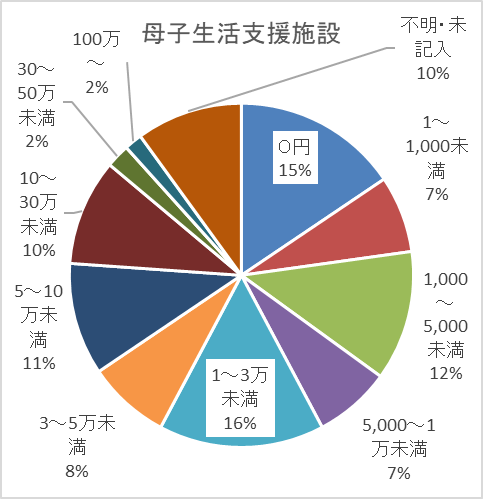 母子生活支援施設
〇円
15%
1～
1,000未
満
7%
1,000
～
5,000
未満
12%
5,000～1
万未満
7%
1～3万
未満
16%
3～5万未
満
8%
5～10
万未
満
11%
10～
30万
未満
10%
30～
50万
未満
2%
100万
～
2%
不明・未
記入
10%